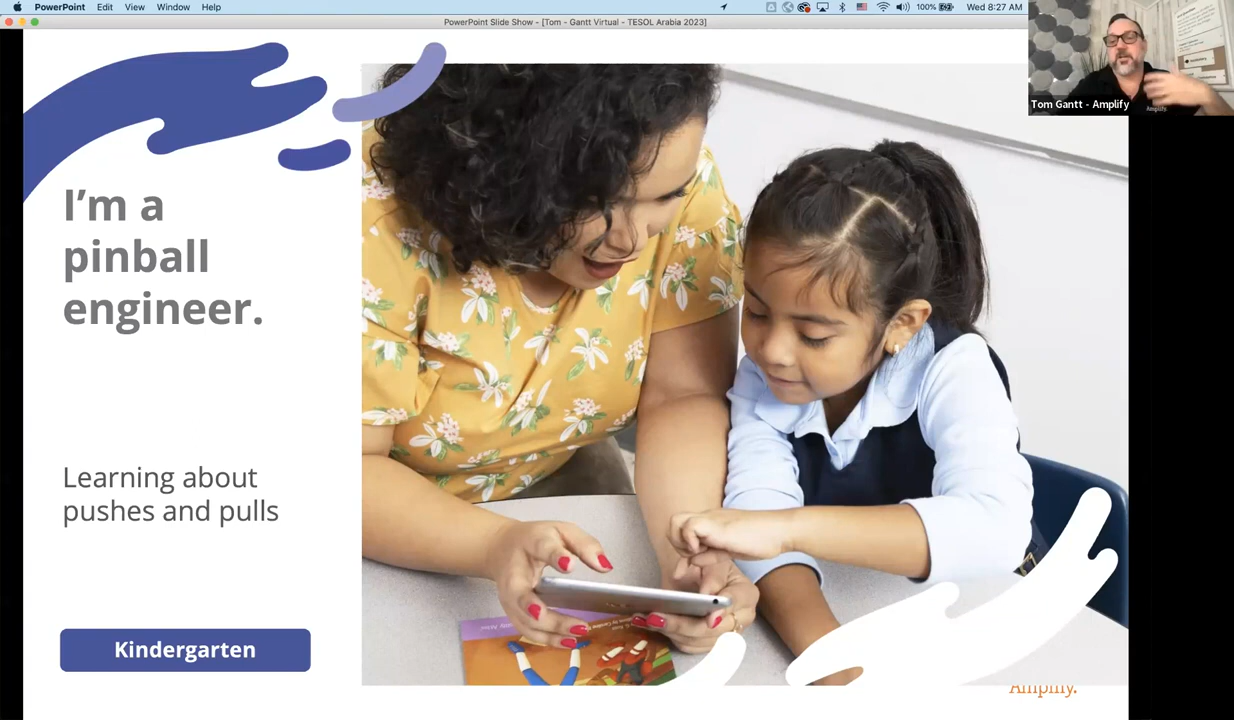 PowerPoint Edit View Window Help
100% Wed 8:27 AM
PowerPoint Slide Show - [Tom - Gantt Virtual - TESOL Arabia 2023]
Tom Gantt - Amplify
I'm a
pinball
engineer.
Learning about
pushes and pulls
Kindergarten
Amplify.